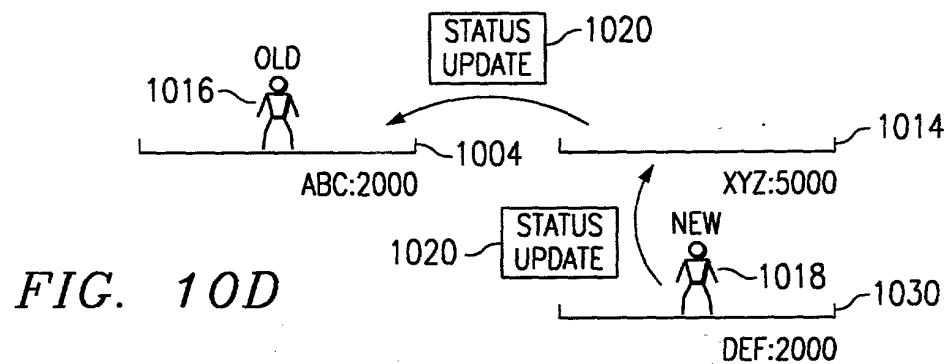 STATUS
UPDATE
1020
OLD
1016
1004
1014
ABC:2000
XYZ:5000
STATUS
UPDATE
1020
NEW
1018
1030
DEF:2000
FIG. 10D